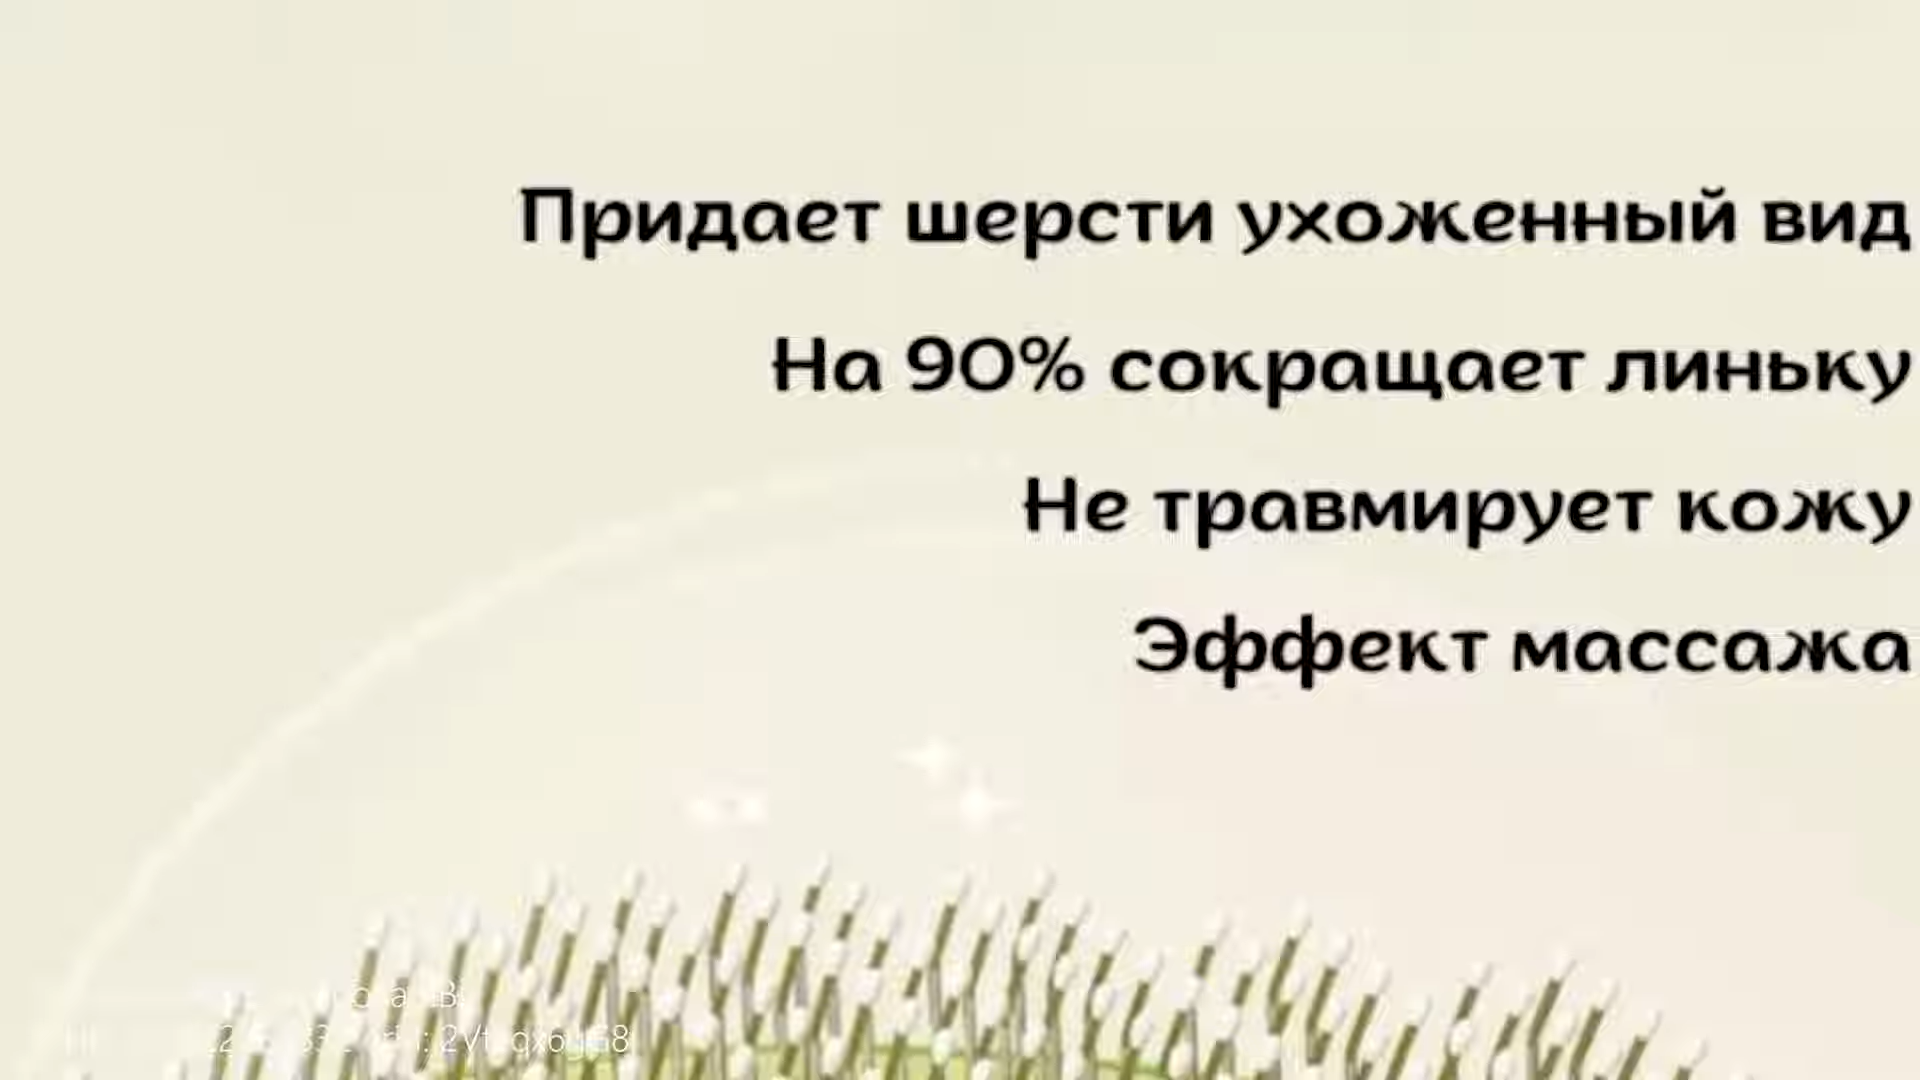 Придает шерсти ухоженный вид
На 90% сокращает линьку
Не травмирует кожу
Эффект массажа